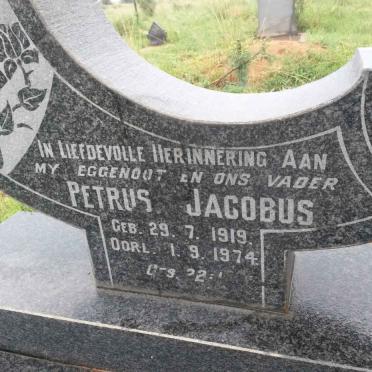 IN LIEFDEVOLLE HERINNERING AAN
MY EGGENOOT EN ONS VADER
PETRUS JACOBUS
GEB. 29. 7. 1919.
OORL. 1. 9. 1974.